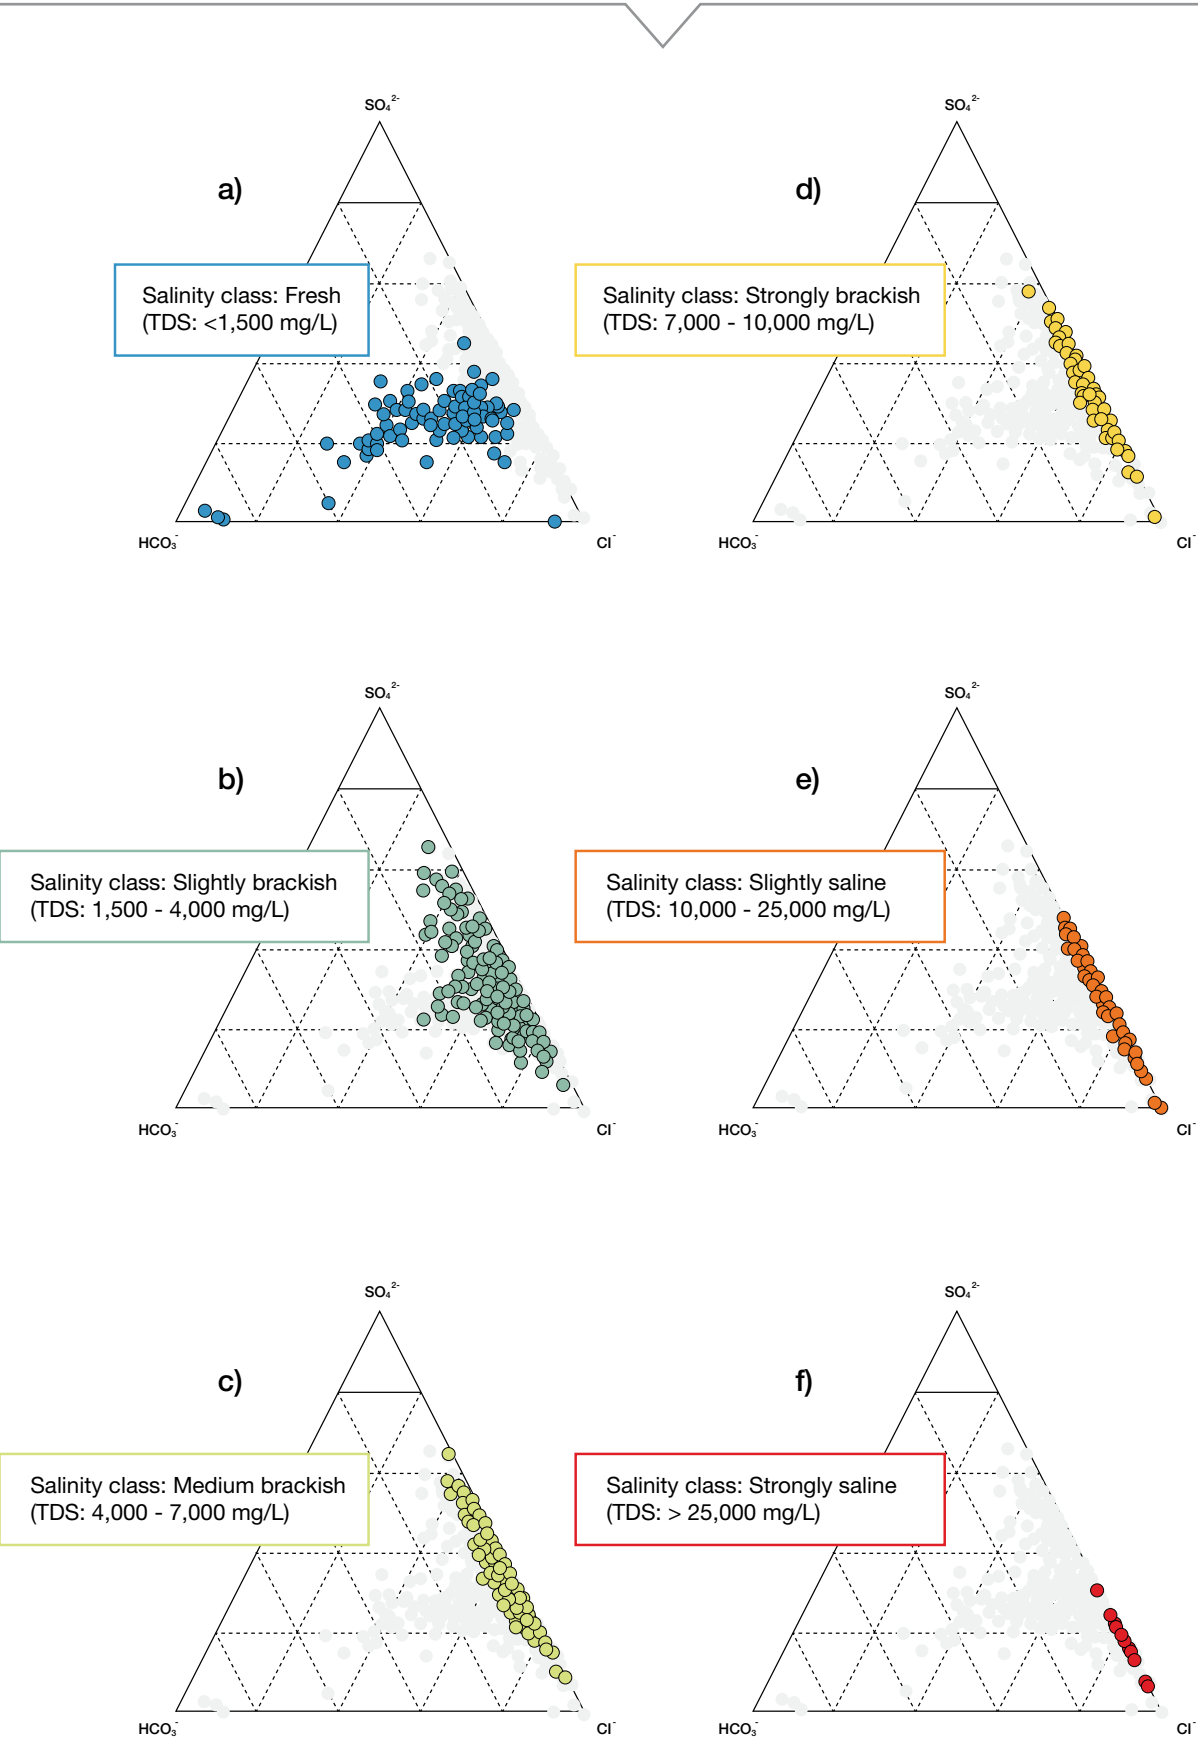 SO₄²⁻
a)
Salinity class: Fresh
(TDS: <1,500 mg/L)
HCO₃⁻
Cl⁻
SO₄²⁻
d)
Salinity class: Strongly brackish
(TDS: 7,000 - 10,000 mg/L)
HCO₃⁻
Cl⁻
SO₄²⁻
b)
Salinity class: Slightly brackish
(TDS: 1,500 - 4,000 mg/L)
HCO₃⁻
Cl⁻
SO₄²⁻
e)
Salinity class: Slightly saline
(TDS: 10,000 - 25,000 mg/L)
HCO₃⁻
Cl⁻
SO₄²⁻
c)
Salinity class: Medium brackish
(TDS: 4,000 - 7,000 mg/L)
HCO₃⁻
Cl⁻
SO₄²⁻
f)
Salinity class: Strongly saline
(TDS: > 25,000 mg/L)
HCO₃⁻
Cl⁻